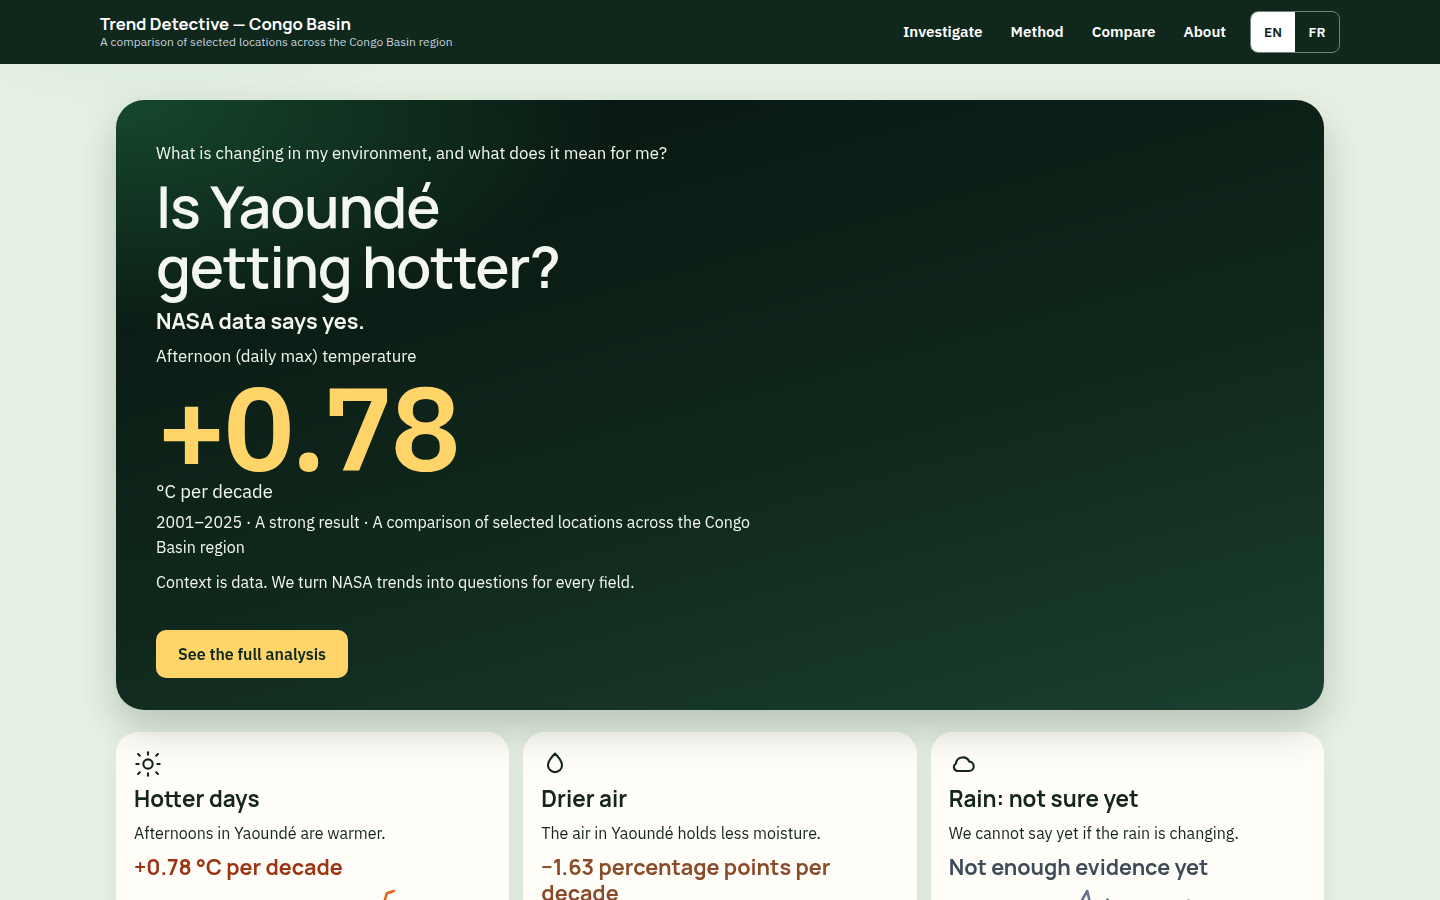 Trend Detective — Congo Basin
A comparison of selected locations across the Congo Basin region
Investigate
Method
Compare
About
EN
FR
What is changing in my environment, and what does it mean for me?
Is Yaoundé
getting hotter?
NASA data says yes.
Afternoon (daily max) temperature
+0.78
°C per decade
2001–2025 · A strong result · A comparison of selected locations across the Congo
Basin region
Context is data. We turn NASA trends into questions for every field.
See the full analysis
Hotter days
Afternoons in Yaoundé are warmer.
+0.78 °C per decade
Drier air
The air in Yaoundé holds less moisture.
−1.63 percentage points per
decade
Rain: not sure yet
We cannot say yet if the rain is changing.
Not enough evidence yet